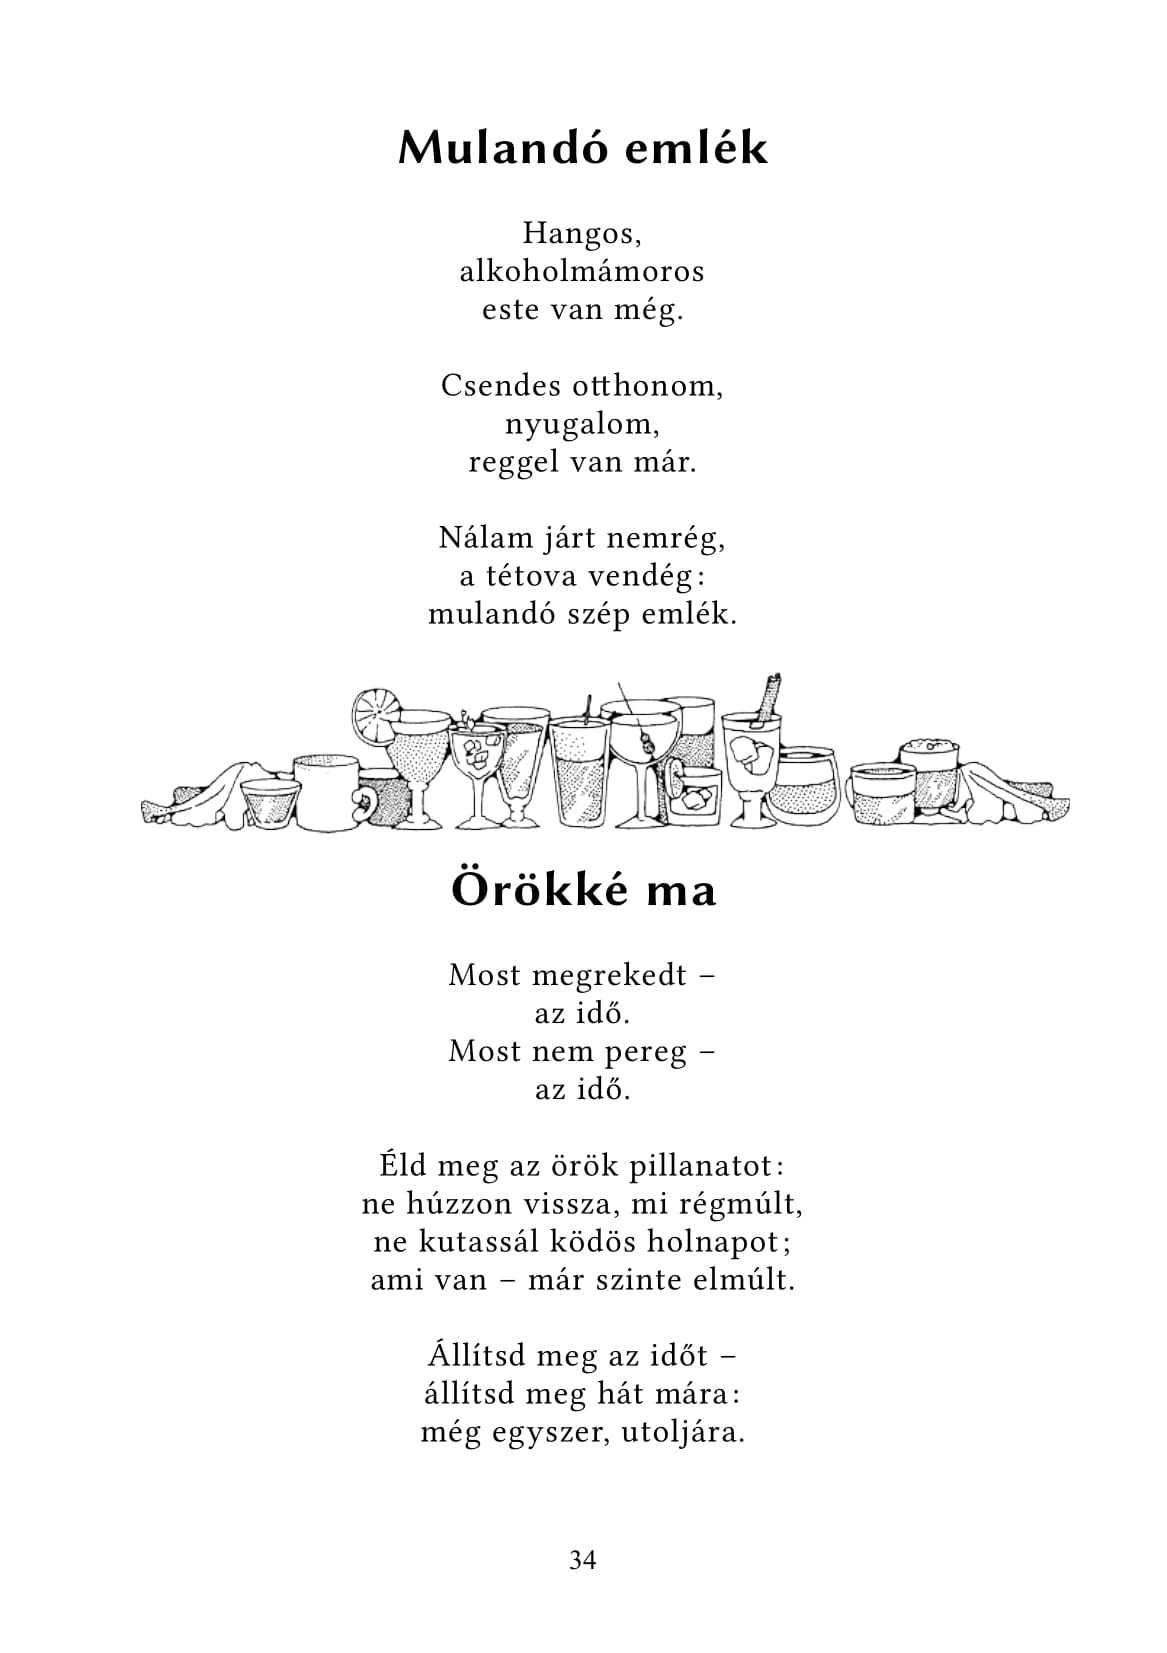 Mulandó emlék
Hangos,
alkoholmámoros
este van még.
Csendes otthonom,
nyugalom,
reggel van már.
Nálam járt nemrég,
a tétova vendég:
mulandó szép emlék.
Örökké ma
Most megrekedt –
az idő.
Most nem pereg –
az idő.
Éld meg az örök pillanatot:
ne húzzon vissza, mi régmúlt,
ne kutassál ködös holnapot;
ami van – már szinte elmúlt.
Állítsd meg az időt –
állítsd meg hát mára:
még egyszer, utoljára.
34